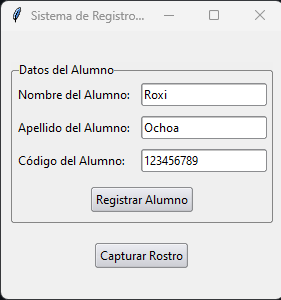 Sistema de Registro...
Datos del Alumno
Nombre del Alumno: Roxi
Apellido del Alumno: Ochoa
Código del Alumno: 123456789
Registrar Alumno
Capturar Rostro